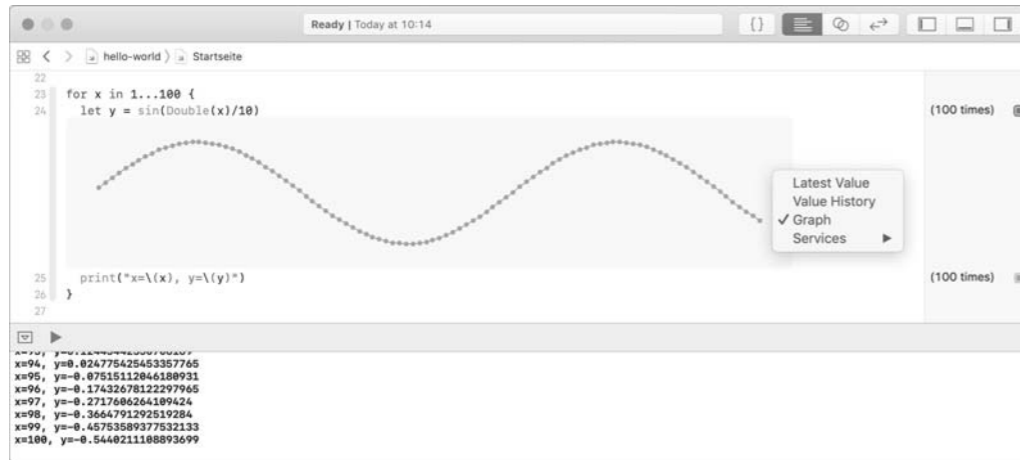 Ready | Today at 10:14
{}
hello-world ⟩ Startseite
22
23 for x in 1...100 {
24 let y = sin(Double(x)/10)
(100 times)
Latest Value
Value History
✓ Graph
Services ▶
25 print("x=\(x), y=\(y)")
(100 times)
26 }
27
x=94, y=0.024775425453357765
x=95, y=-0.07515112046180931
x=96, y=-0.17432678122297965
x=97, y=-0.2717606264109424
x=98, y=-0.3664791292519284
x=99, y=-0.45753589377532133
x=100, y=-0.5440211108893699